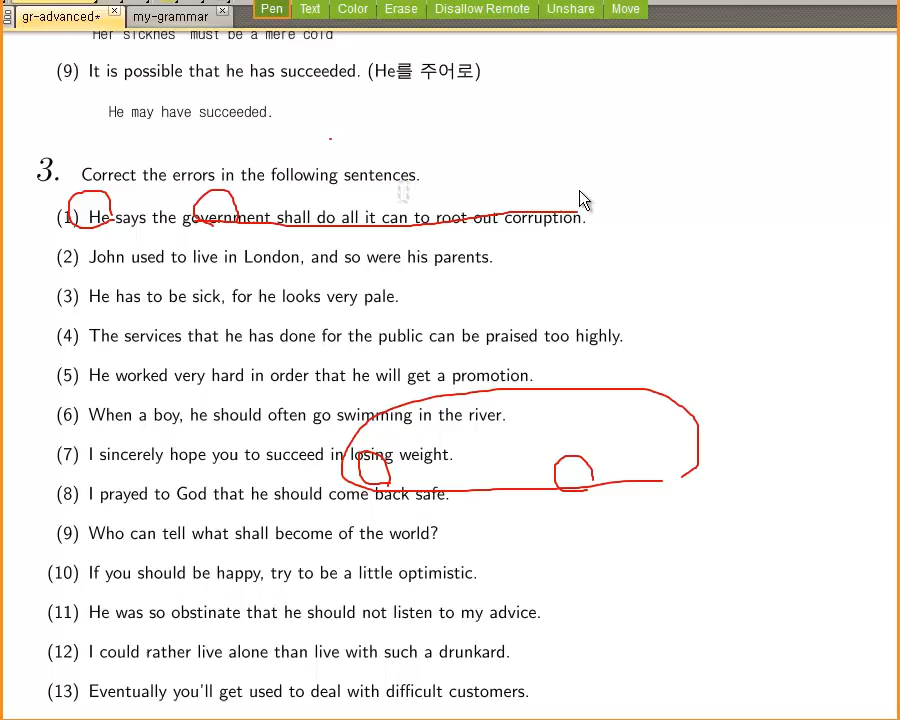 Pen Text Color Erase Disallow Remote Unshare Move
gr-advanced* my-grammar
Her sicknes must be a mere cold
(9) It is possible that he has succeeded. (He를 주어로)
He may have succeeded.
3. Correct the errors in the following sentences.
(1) He says the government shall do all it can to root out corruption.
(2) John used to live in London, and so were his parents.
(3) He has to be sick, for he looks very pale.
(4) The services that he has done for the public can be praised too highly.
(5) He worked very hard in order that he will get a promotion.
(6) When a boy, he should often go swimming in the river.
(7) I sincerely hope you to succeed in losing weight.
(8) I prayed to God that he should come back safe.
(9) Who can tell what shall become of the world?
(10) If you should be happy, try to be a little optimistic.
(11) He was so obstinate that he should not listen to my advice.
(12) I could rather live alone than live with such a drunkard.
(13) Eventually you'll get used to deal with difficult customers.